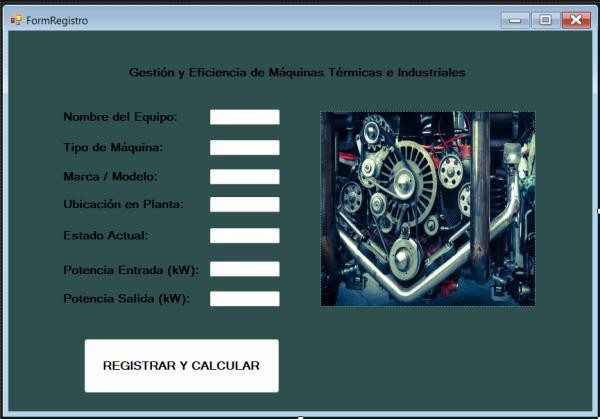 FormRegistro
Gestión y Eficiencia de Máquinas Térmicas e Industriales
Nombre del Equipo:
Tipo de Máquina:
Marca / Modelo:
Ubicación en Planta:
Estado Actual:
Potencia Entrada (kW):
Potencia Salida (kW):
REGISTRAR Y CALCULAR